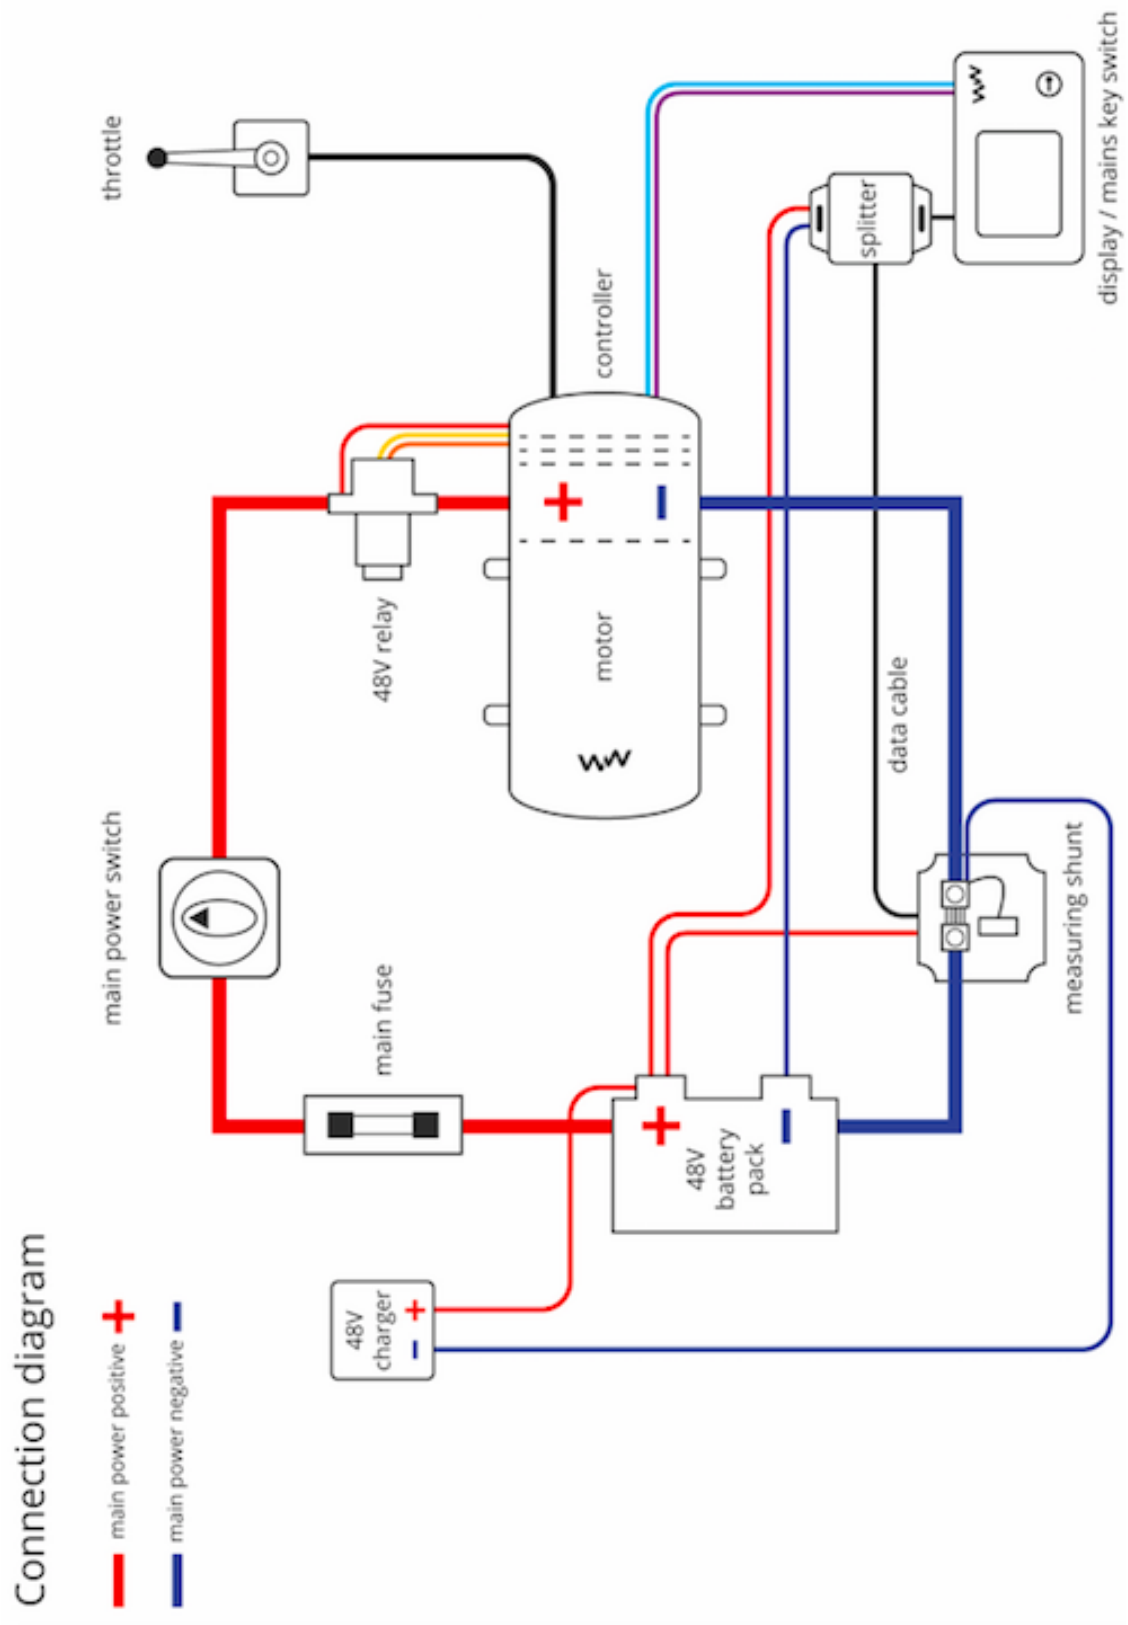 Connection diagram
main power positive +
main power negative −
48V
charger
− +
main power switch
main fuse
48V
battery
pack
+
−
measuring shunt
data cable
48V relay
motor
+
−
controller
throttle
splitter
display / mains key switch